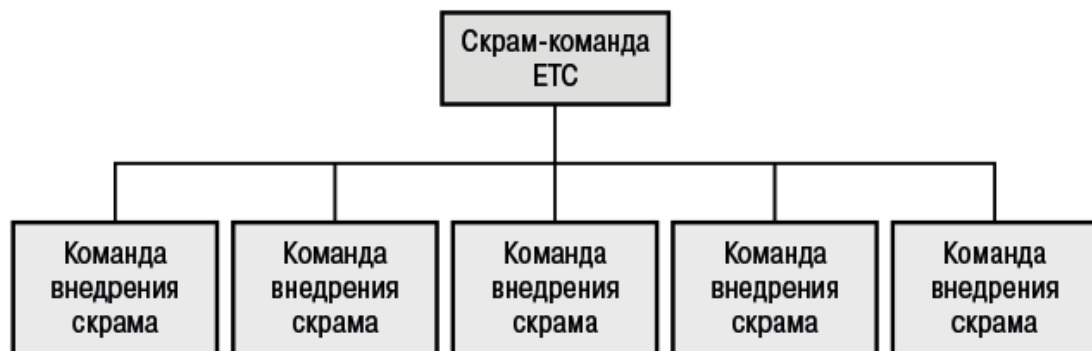 Скрам-команда
ETC
Команда
внедрения
скрама
Команда
внедрения
скрама
Команда
внедрения
скрама
Команда
внедрения
скрама
Команда
внедрения
скрама